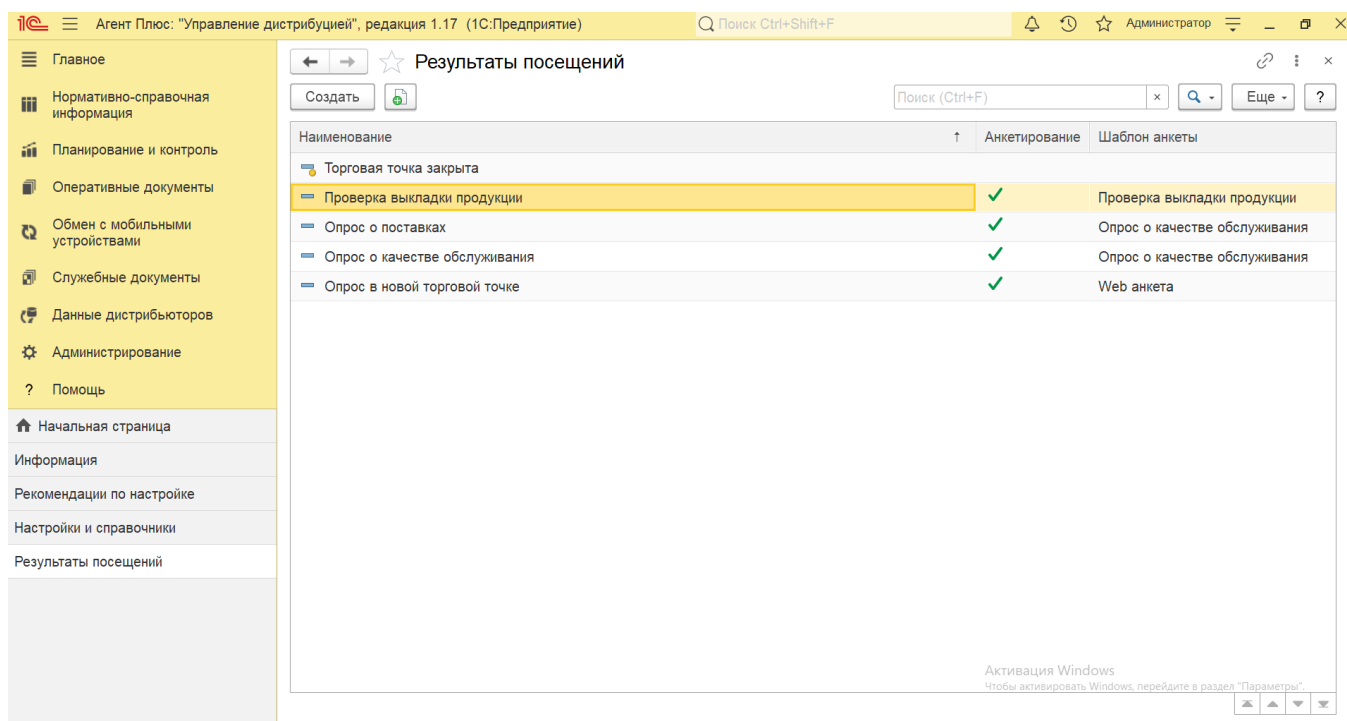 1С Агент Плюс: "Управление дистрибуцией", редакция 1.17 (1С:Предприятие) Поиск Ctrl+Shift+F Администратор
Главное
Нормативно-справочная
информация
Планирование и контроль
Оперативные документы
Обмен с мобильными
устройствами
Служебные документы
Данные дистрибьюторов
Администрирование
? Помощь
Начальная страница
Информация
Рекомендации по настройке
Настройки и справочники
Результаты посещений
Результаты посещений
Создать Поиск (Ctrl+F) × Еще ?
Наименование ↑ Анкетирование Шаблон анкеты
Торговая точка закрыта
Проверка выкладки продукции Проверка выкладки продукции
Опрос о поставках Опрос о качестве обслуживания
Опрос о качестве обслуживания Опрос о качестве обслуживания
Опрос в новой торговой точке Web анкета
Активация Windows
Чтобы активировать Windows, перейдите в раздел "Параметры".